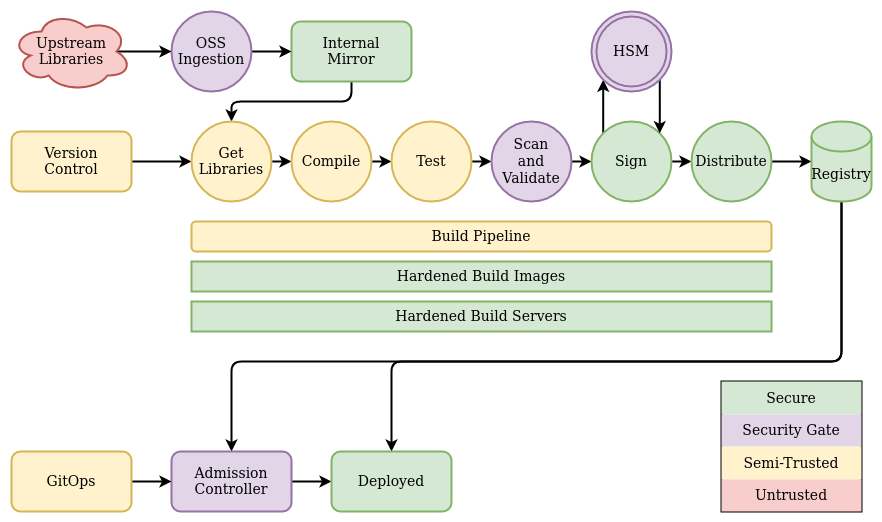 Upstream
Libraries
OSS
Ingestion
Internal
Mirror
HSM
Version
Control
Get
Libraries
Compile
Test
Scan
and
Validate
Sign
Distribute
Registry
Build Pipeline
Hardened Build Images
Hardened Build Servers
Secure
Security Gate
Semi-Trusted
Untrusted
GitOps
Admission
Controller
Deployed